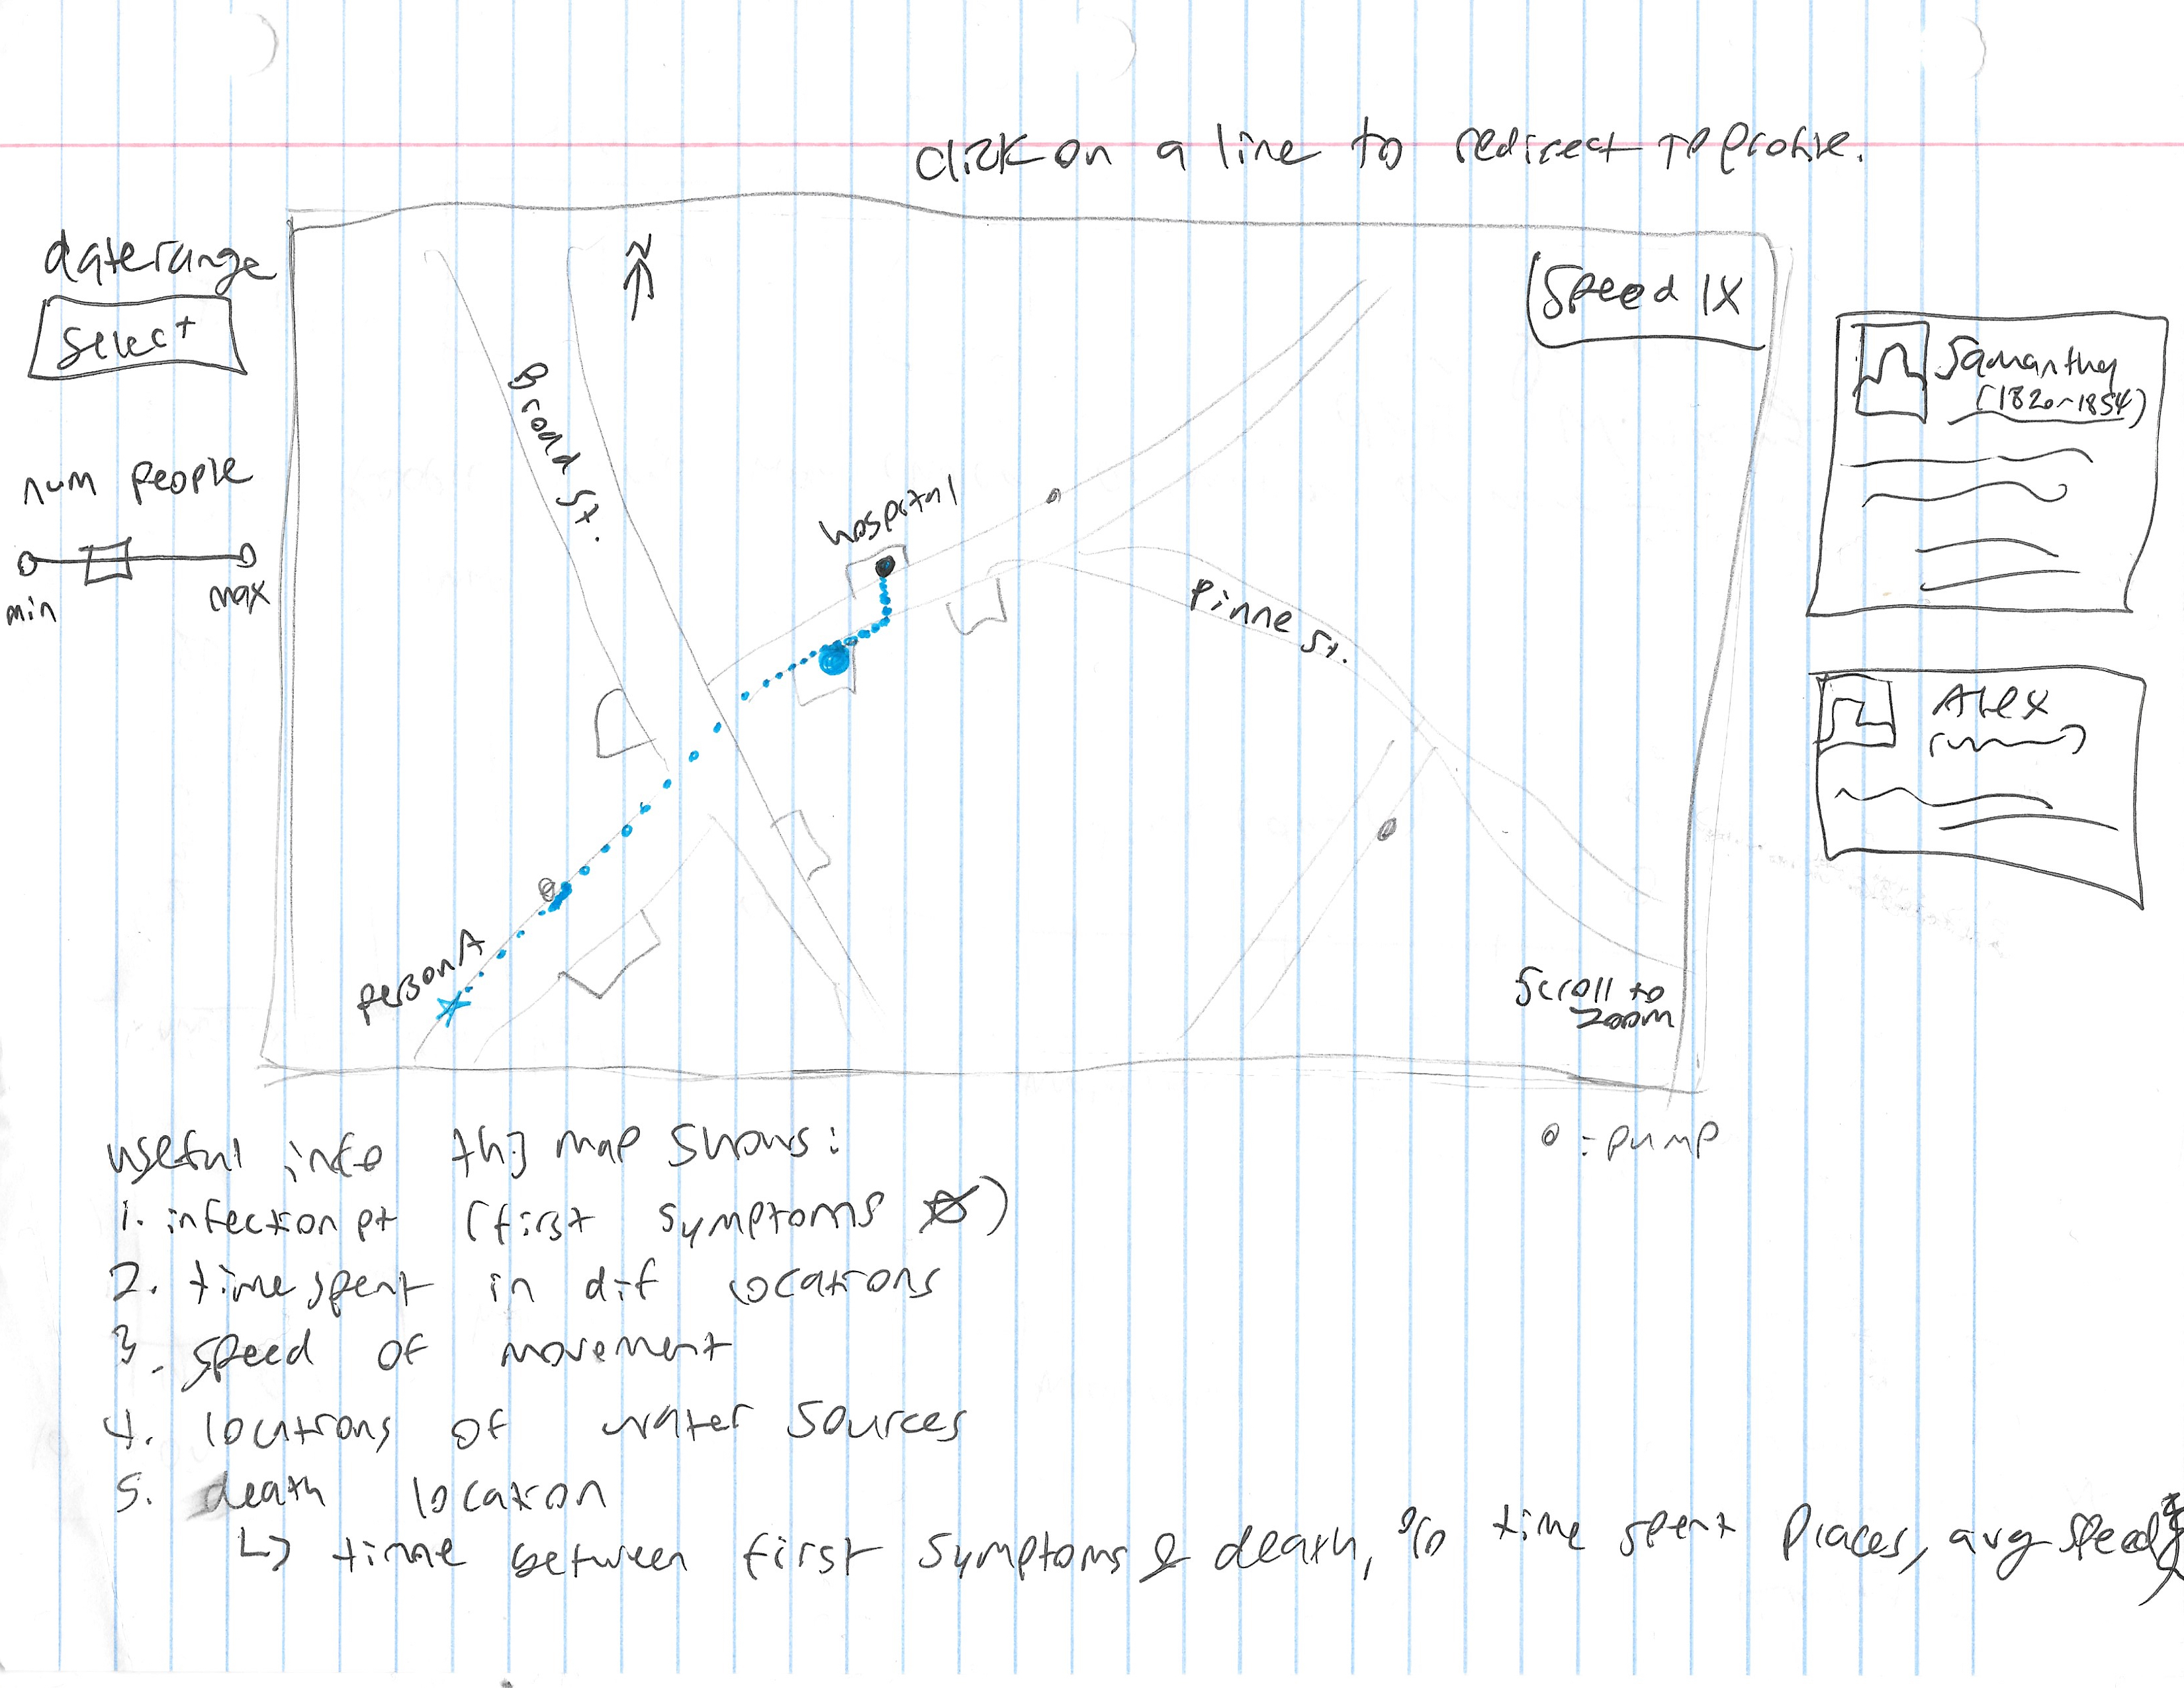 click on a line to redirect to profile.
date range
Select
N
Speed 1X
Broad St.
Samantha
(1820-1854)
num people
min
max
hospital
Pinne St.
Alex
person A
Scroll to
zoom
= pump
useful info this map shows:
1. infection pt (first symptoms ☆)
2. time spent in dif locations
3. speed of movement
4. locations of water sources
5. death location
↳ time between first symptoms & death, % time spent places, avg speed